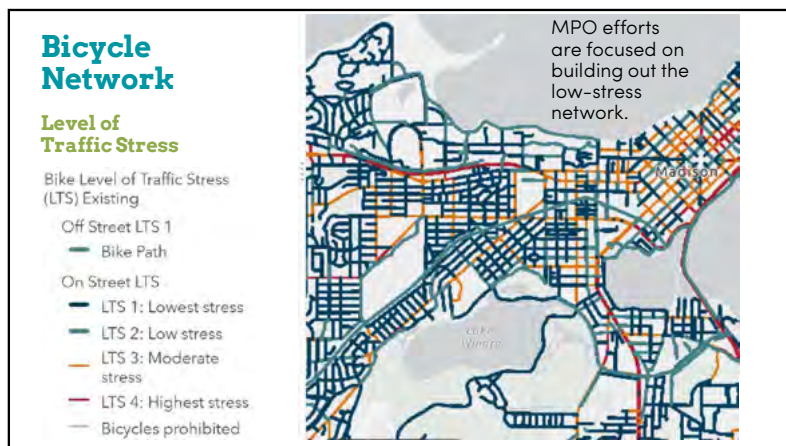 Bicycle
Network
Level of
Traffic Stress
Bike Level of Traffic Stress
(LTS) Existing
Off Street LTS 1
Bike Path
On Street LTS
LTS 1: Lowest stress
LTS 2: Low stress
LTS 3: Moderate
stress
LTS 4: Highest stress
Bicycles prohibited
MPO efforts
are focused on
building out the
low-stress
network.
Madison
Lake
Wingra